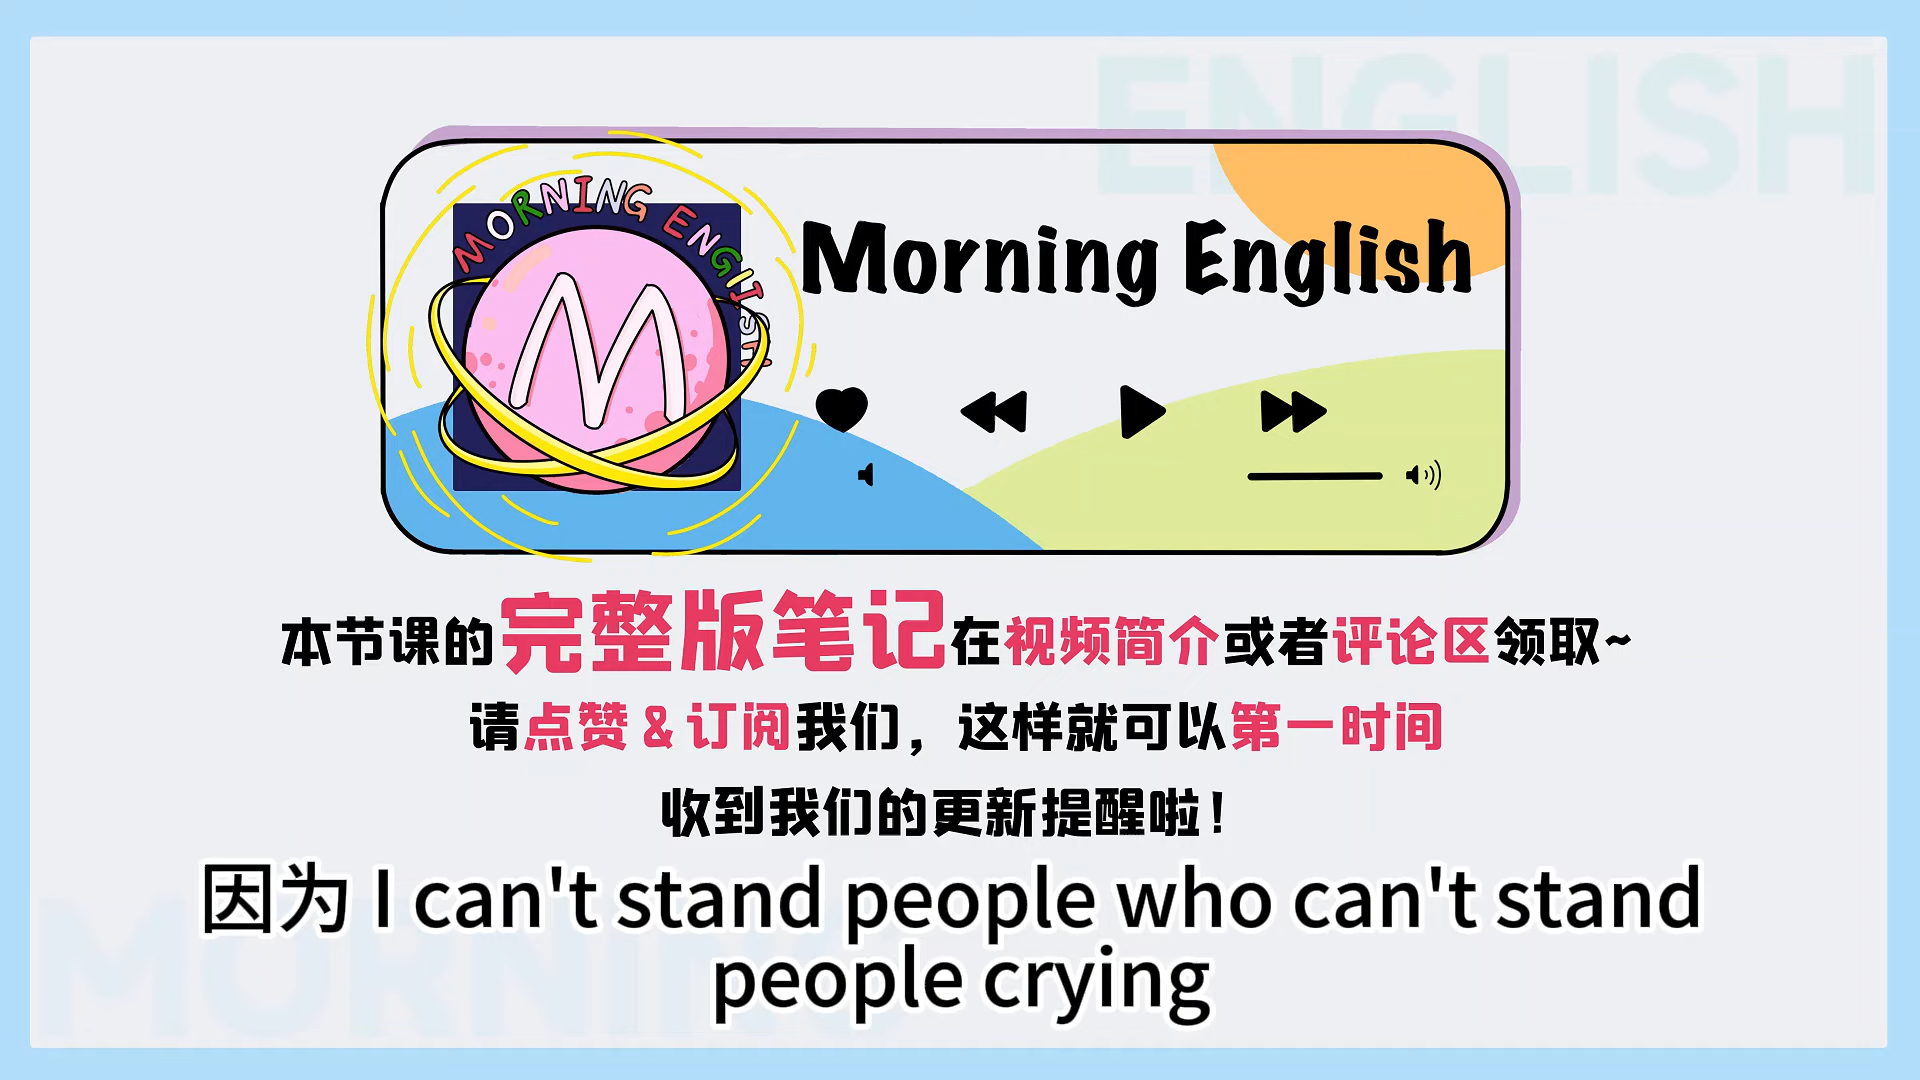 ENGLISH
MORNING ENGLISH
M
Morning English
本节课的完整版笔记在视频简介或者评论区领取~
请点赞&订阅我们，这样就可以第一时间
收到我们的更新提醒啦！
因为 I can't stand people who can't stand
people crying
MORNING